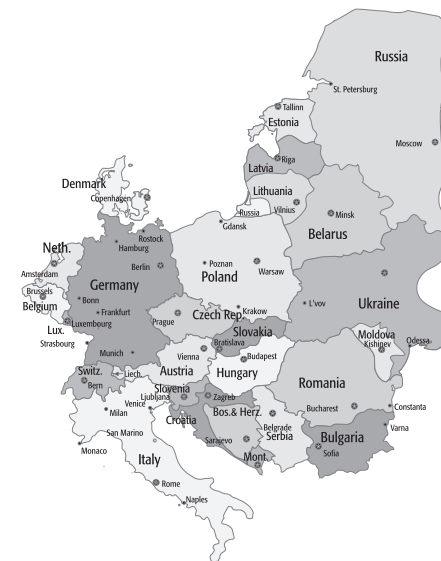 Russia
St. Petersburg
Tallinn
Estonia
Moscow
Riga
Latvia
Denmark
Lithuania
Copenhagen
Vilnius
Russia
Minsk
Gdansk
Belarus
Rostock
Hamburg
Neth.
Berlin
Poznan
Warsaw
Amsterdam
Poland
Germany
Brussels
Bonn
L'vov
Ukraine
Belgium
Frankfurt
Krakow
Czech Rep.
Prague
Luxembourg
Lux.
Slovakia
Moldova
Strasbourg
Bratislava
Kishijev
Odessa
Munich
Vienna
Budapest
Switz.
Liech.
Austria
Hungary
Bern
Romania
Slovenia
Ljubljana
Zagreb
Venice
Bucharest
Constanta
Milan
Bos.& Herz.
Croatia
Belgrade
Varna
San Marino
Serbia
Bulgaria
Sarajevo
Monaco
Sofia
Italy
Mont.
Rome
Naples